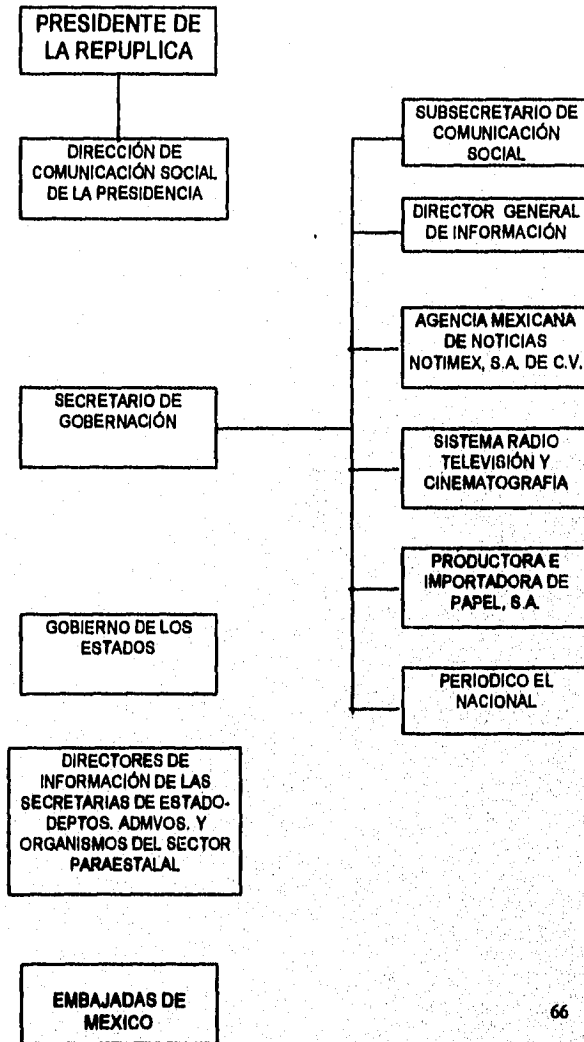 PRESIDENTE DE
LA REPUPLICA
DIRECCIÓN DE
COMUNICACIÓN SOCIAL
DE LA PRESIDENCIA
SECRETARIO DE
GOBERNACIÓN
GOBIERNO DE LOS
ESTADOS
DIRECTORES DE
INFORMACIÓN DE LAS
SECRETARIAS DE ESTADO-
DEPTOS. ADMVOS. Y
ORGANISMOS DEL SECTOR
PARAESTALAL
EMBAJADAS DE
MEXICO
SUBSECRETARIO DE
COMUNICACIÓN
SOCIAL
DIRECTOR GENERAL
DE INFORMACIÓN
AGENCIA MEXICANA
DE NOTICIAS
NOTIMEX, S.A. DE C.V.
SISTEMA RADIO
TELEVISIÓN Y
CINEMATOGRAFIA
PRODUCTORA E
IMPORTADORA DE
PAPEL, S.A.
PERIODICO EL
NACIONAL
66